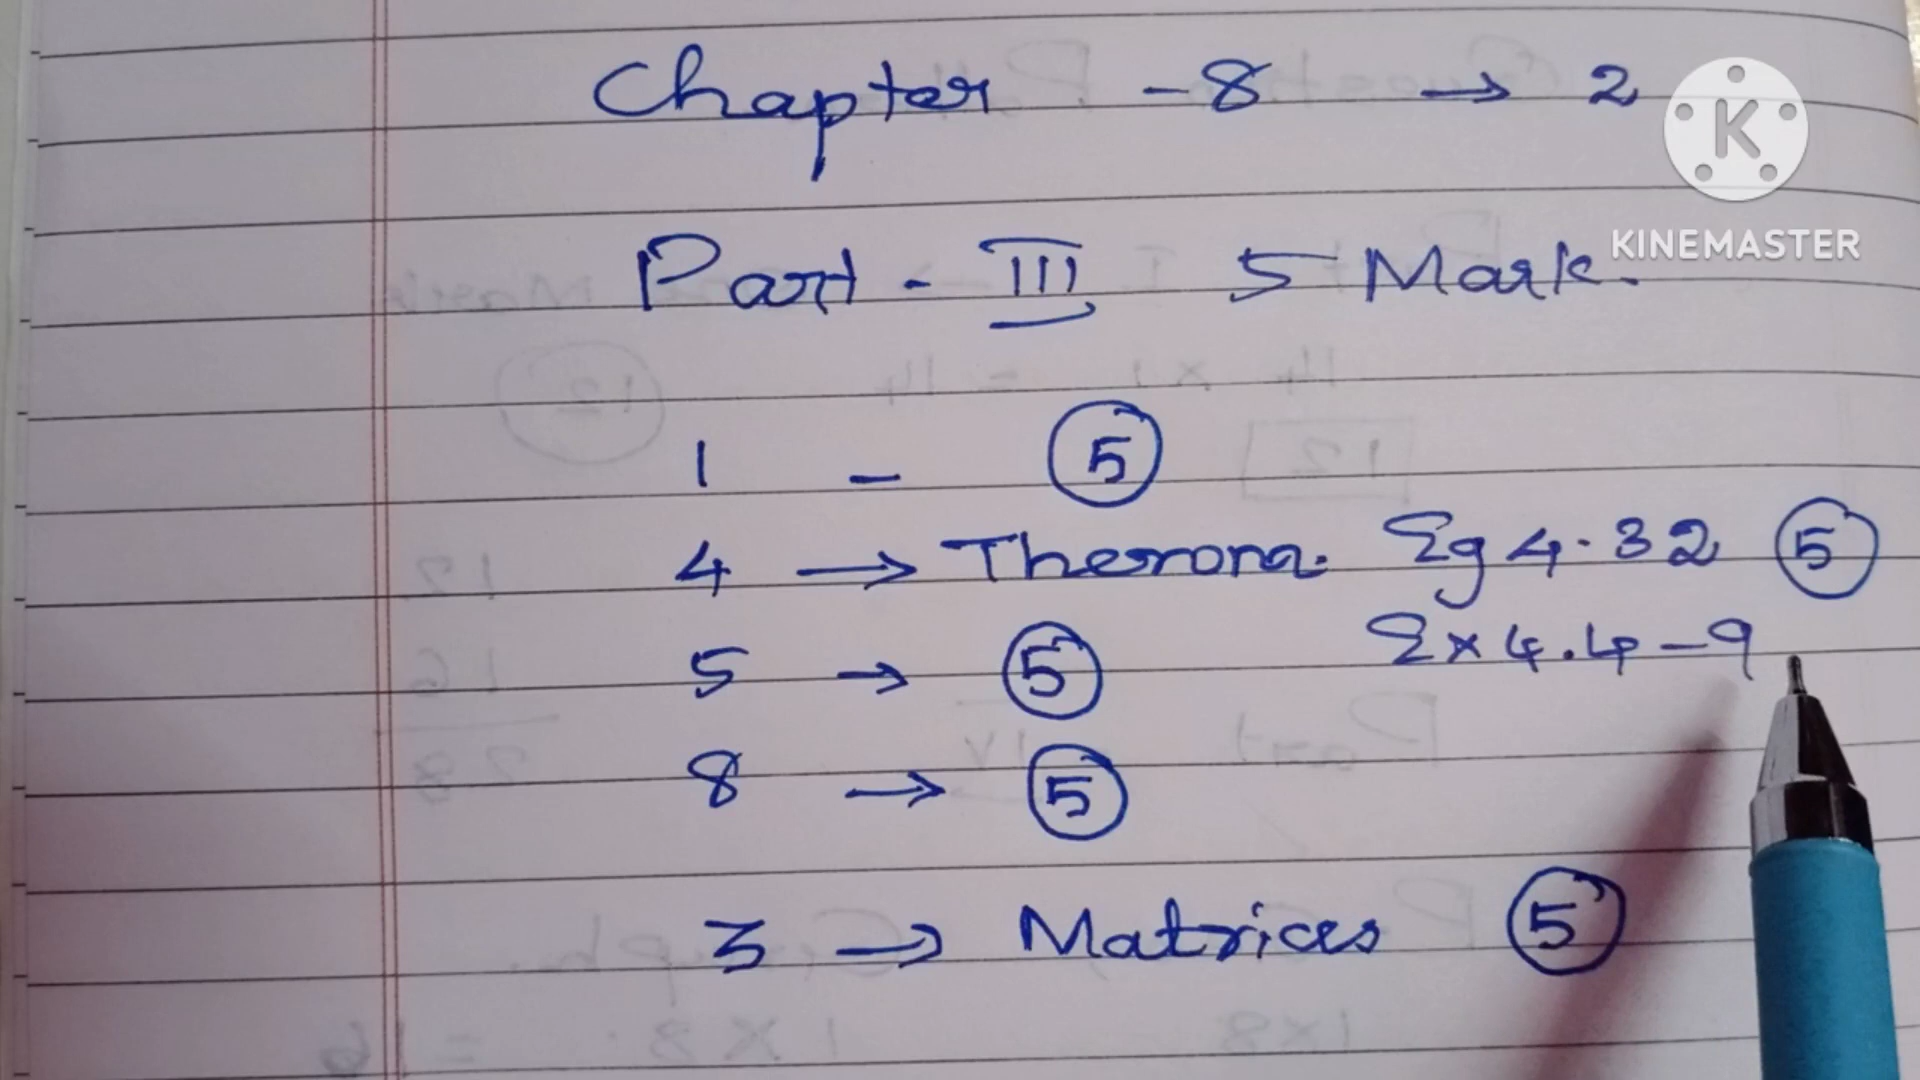 Chapter - 8 → 2
K
KINEMASTER
Part - III 5 Mark.
1 - 5
4 → Therom. Eg 4.32 5
Ex 4.4 - 9
5 → 5
8 → 5
3 → Matrices 5